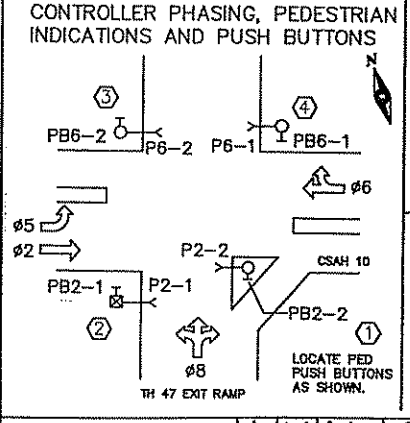 CONTROLLER PHASING, PEDESTRIAN
INDICATIONS AND PUSH BUTTONS
N
3
4
PB6-2
P6-2
P6-1
PB6-1
ø6
ø5
ø2
P2-2
CSAH 10
PB2-1
P2-1
PB2-2
2
1
ø8
LOCATE PED
PUSH BUTTONS
AS SHOWN.
TH 47 EXIT RAMP